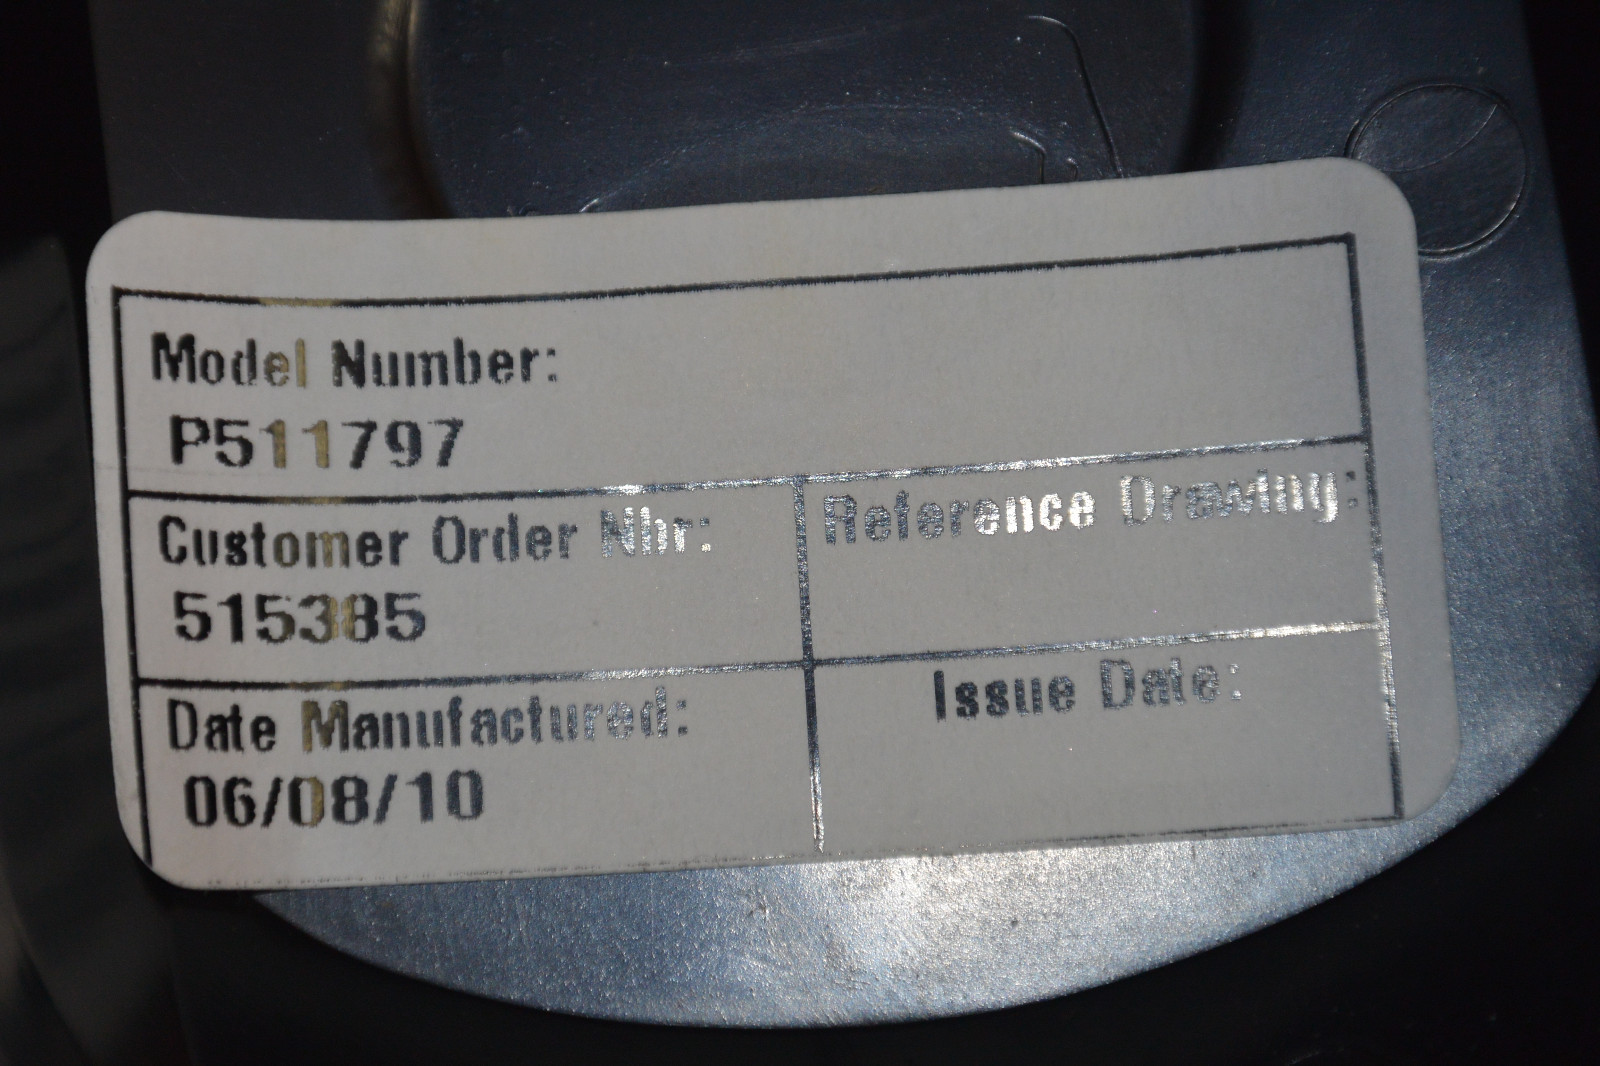 Model Number:
P511797
Customer Order Nbr:
515385
Reference Drawing:
Date Manufactured:
06/08/10
Issue Date: